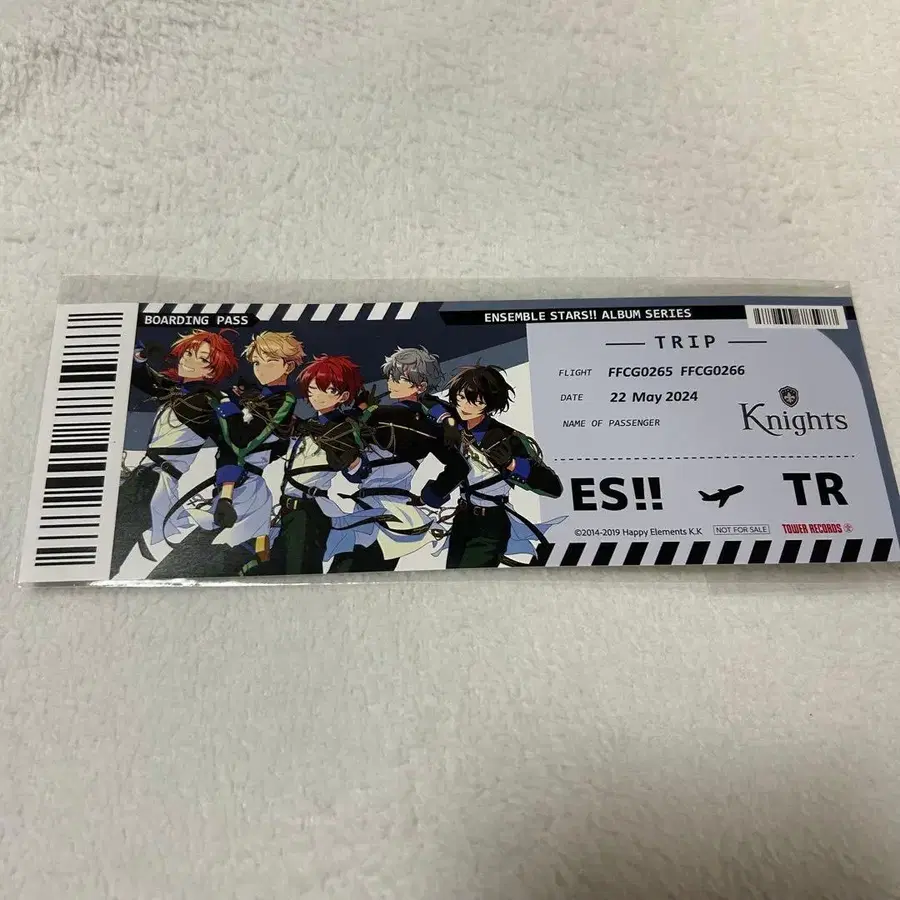 BOARDING PASS
ENSEMBLE STARS!! ALBUM SERIES
TRIP
FLIGHT FFCG0265 FFCG0266
DATE 22 May 2024
NAME OF PASSENGER
Knights
ES!! TR
©2014-2019 Happy Elements K.K NOT FOR SALE TOWER RECORDS